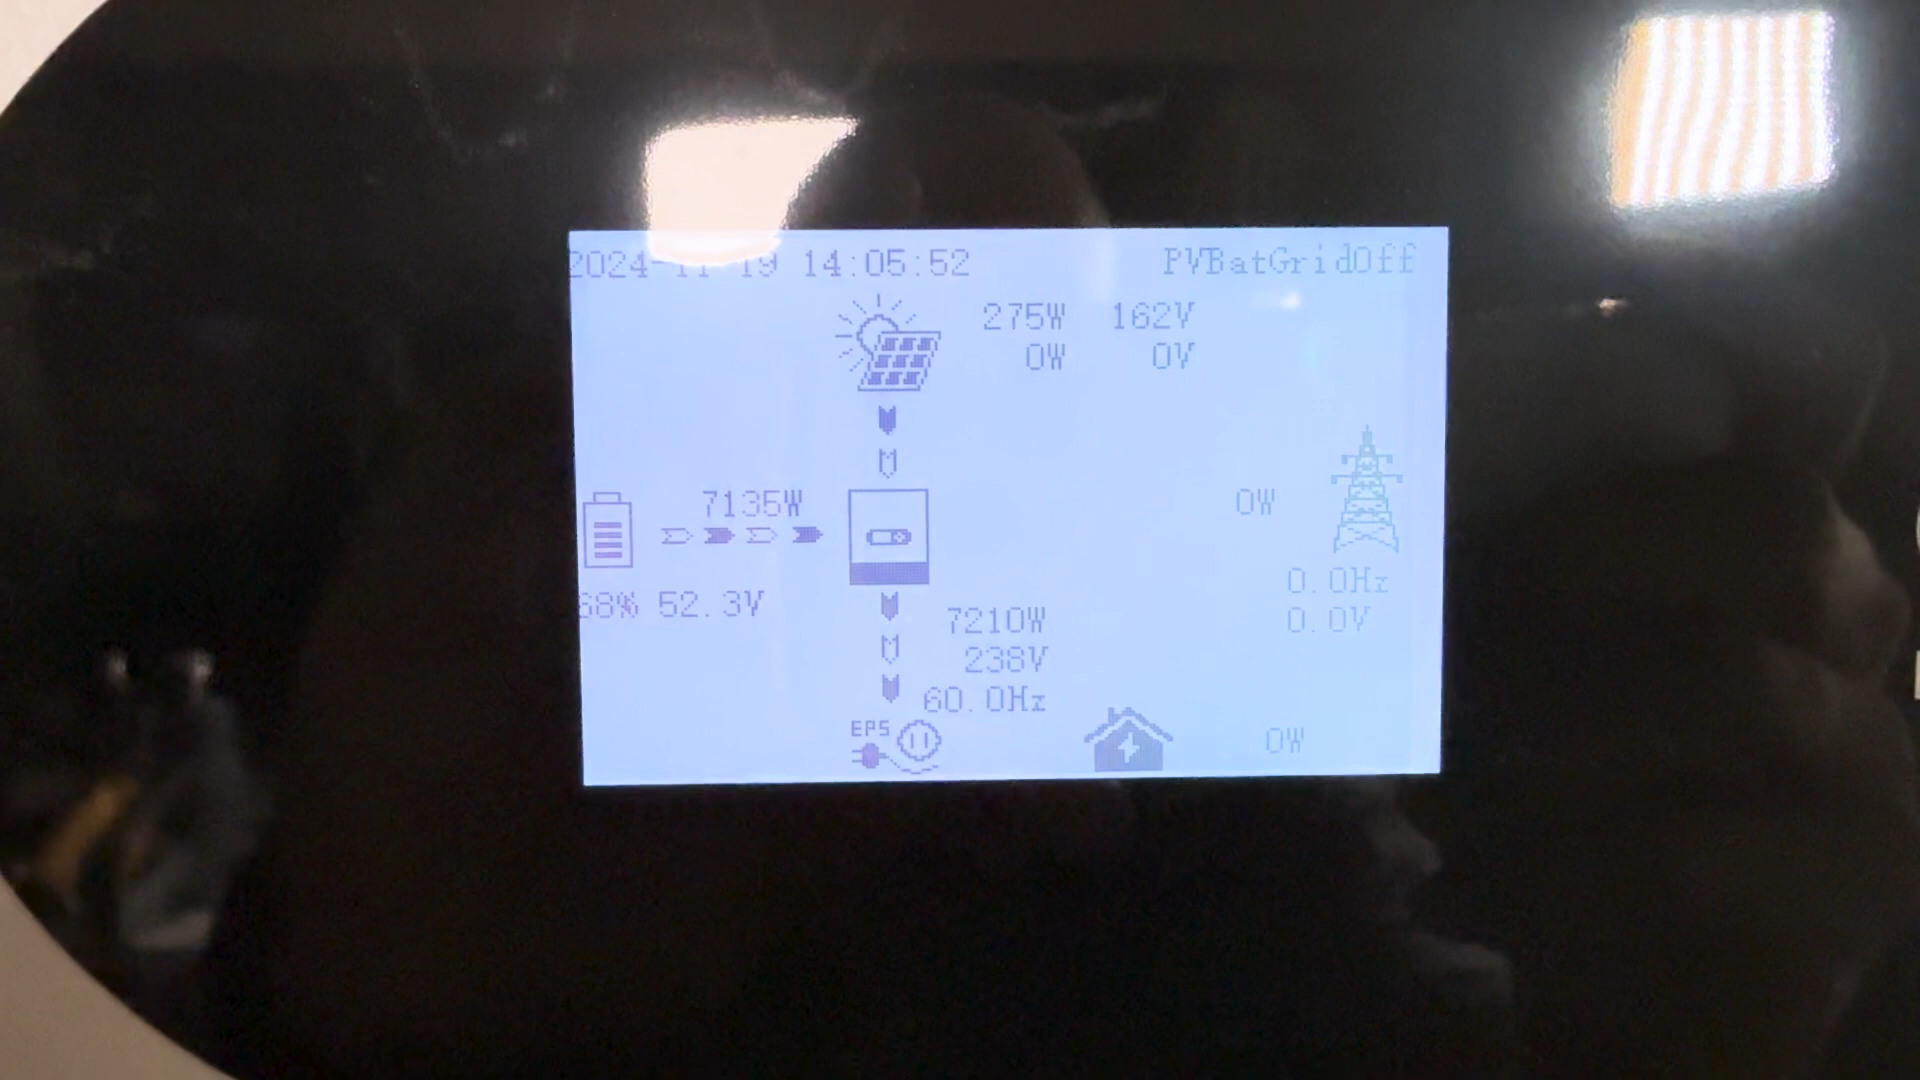 2024-11-19 14:05:52 PVBatGridOff
275W 162V
0W 0V
7135W
0W
68% 52.3V
0.0Hz
7210W
0.0V
238V
60.0Hz
EPS
0W